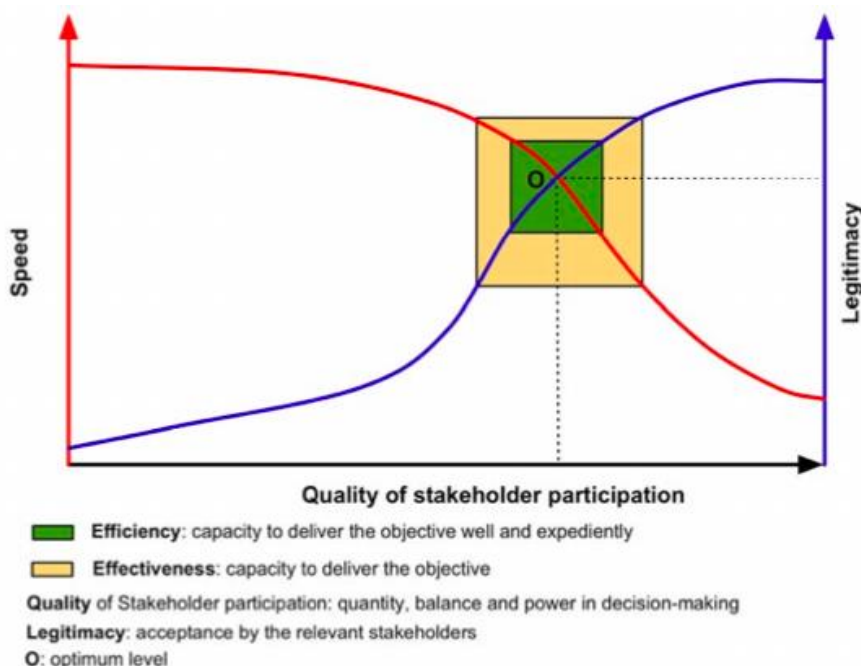 Speed
O
Legitimacy
Quality of stakeholder participation
Efficiency: capacity to deliver the objective well and expediently
Effectiveness: capacity to deliver the objective
Quality of Stakeholder participation: quantity, balance and power in decision-making
Legitimacy: acceptance by the relevant stakeholders
O: optimum level